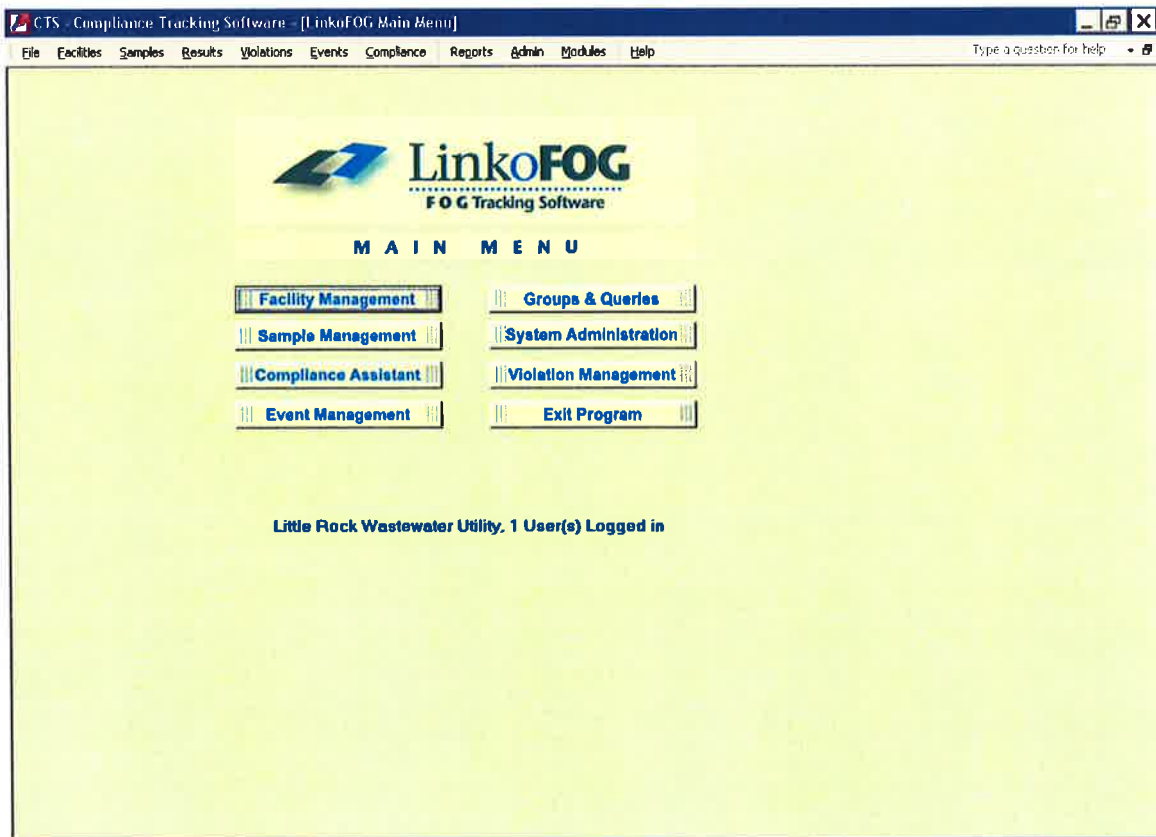 CTS - Compliance Tracking Software - [LinkoFOG Main Menu]
File Facilities Samples Results Violations Events Compliance Reports Admin Modules Help Type a question for help
LinkoFOG
F O G Tracking Software
MAIN MENU
Facility Management Groups & Queries
Sample Management System Administration
Compliance Assistant Violation Management
Event Management Exit Program
Little Rock Wastewater Utility, 1 User(s) Logged in